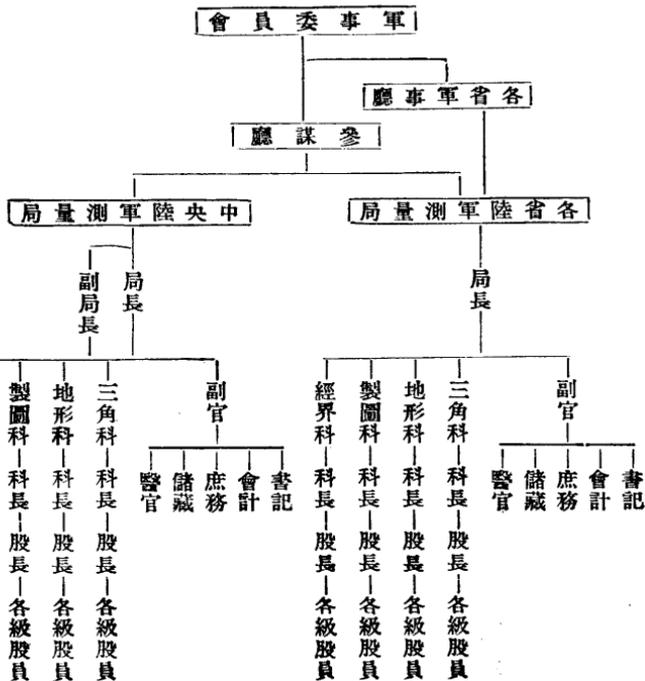 軍事委員會
各省軍事廳
參謀廳
各省陸軍測量局
中央陸軍測量局
局長
局長
副局長
副官
書記
會計
庶務
儲藏
醫官
三角科 科長 股長 各級股員
地形科 科長 股長 各級股員
製圖科 科長 股長 各級股員
經界科 科長 股長 各級股員
副官
書記
會計
庶務
儲藏
醫官
三角科 科長 股長 各級股員
地形科 科長 股長 各級股員
製圖科 科長 股長 各級股員